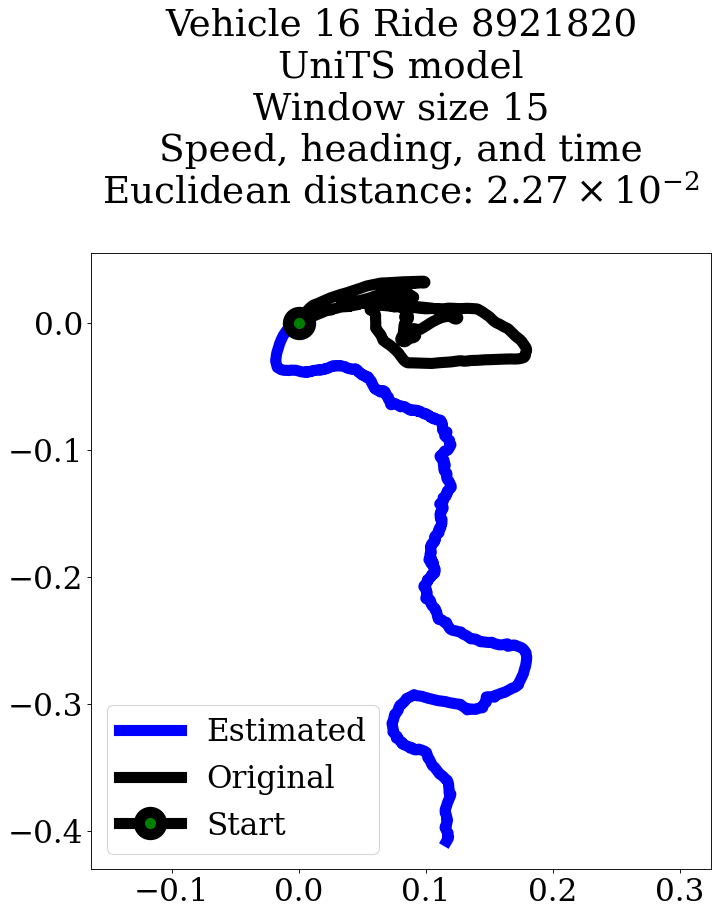 Vehicle 16 Ride 8921820
UniTS model
Window size 15
Speed, heading, and time
Euclidean distance: 2.27 × 10⁻²
0.0
−0.1
−0.2
−0.3
−0.4
Estimated
Original
Start
−0.1 0.0 0.1 0.2 0.3